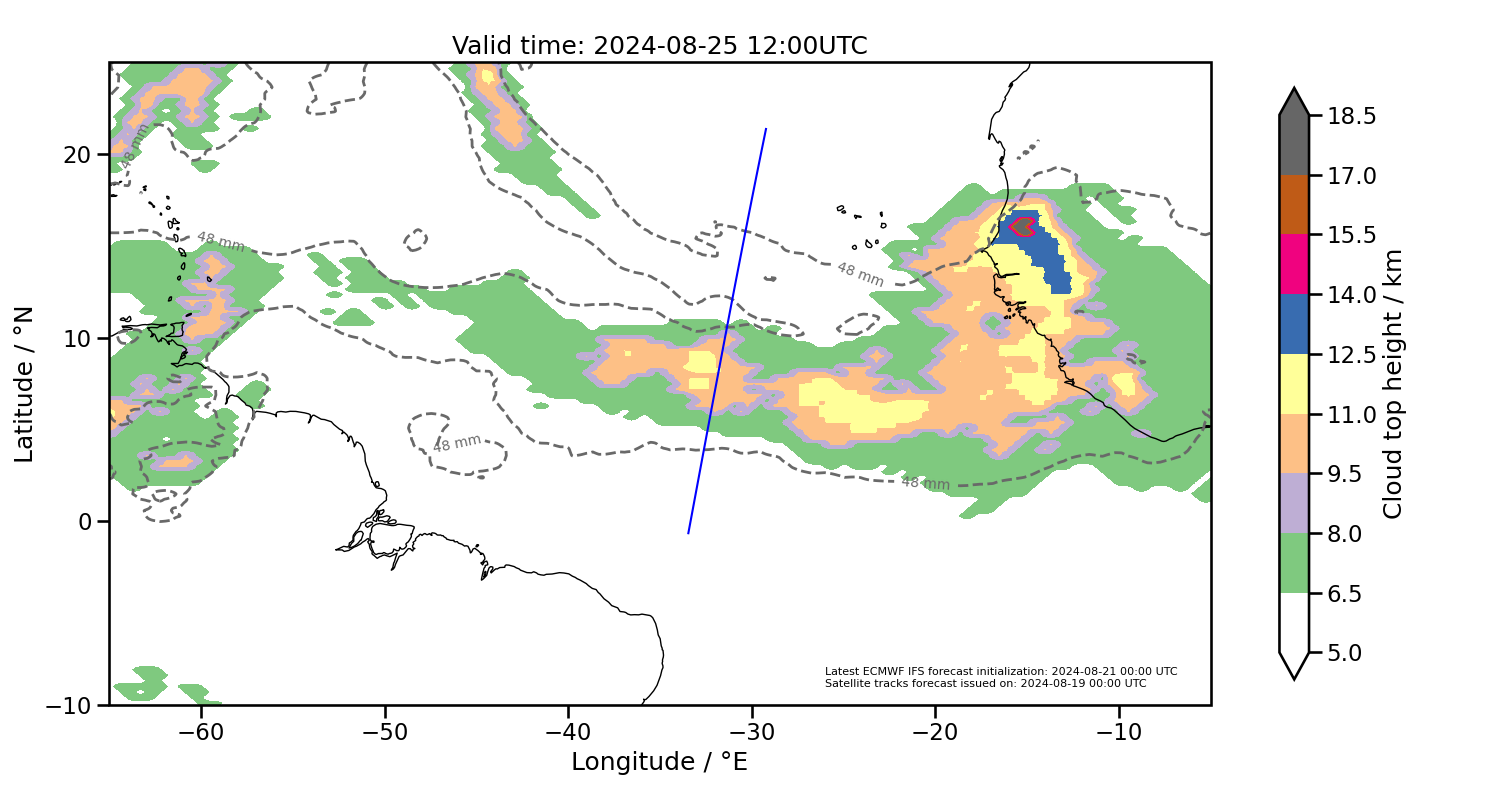 Valid time: 2024-08-25 12:00UTC
Latitude / °N
20
10
0
−10
−60
−50
−40
−30
−20
−10
Longitude / °E
48 mm
48 mm
48 mm
48 mm
48 mm
Latest ECMWF IFS forecast initialization: 2024-08-21 00:00 UTC
Satellite tracks forecast issued on: 2024-08-19 00:00 UTC
18.5
17.0
15.5
14.0
12.5
11.0
9.5
8.0
6.5
5.0
Cloud top height / km